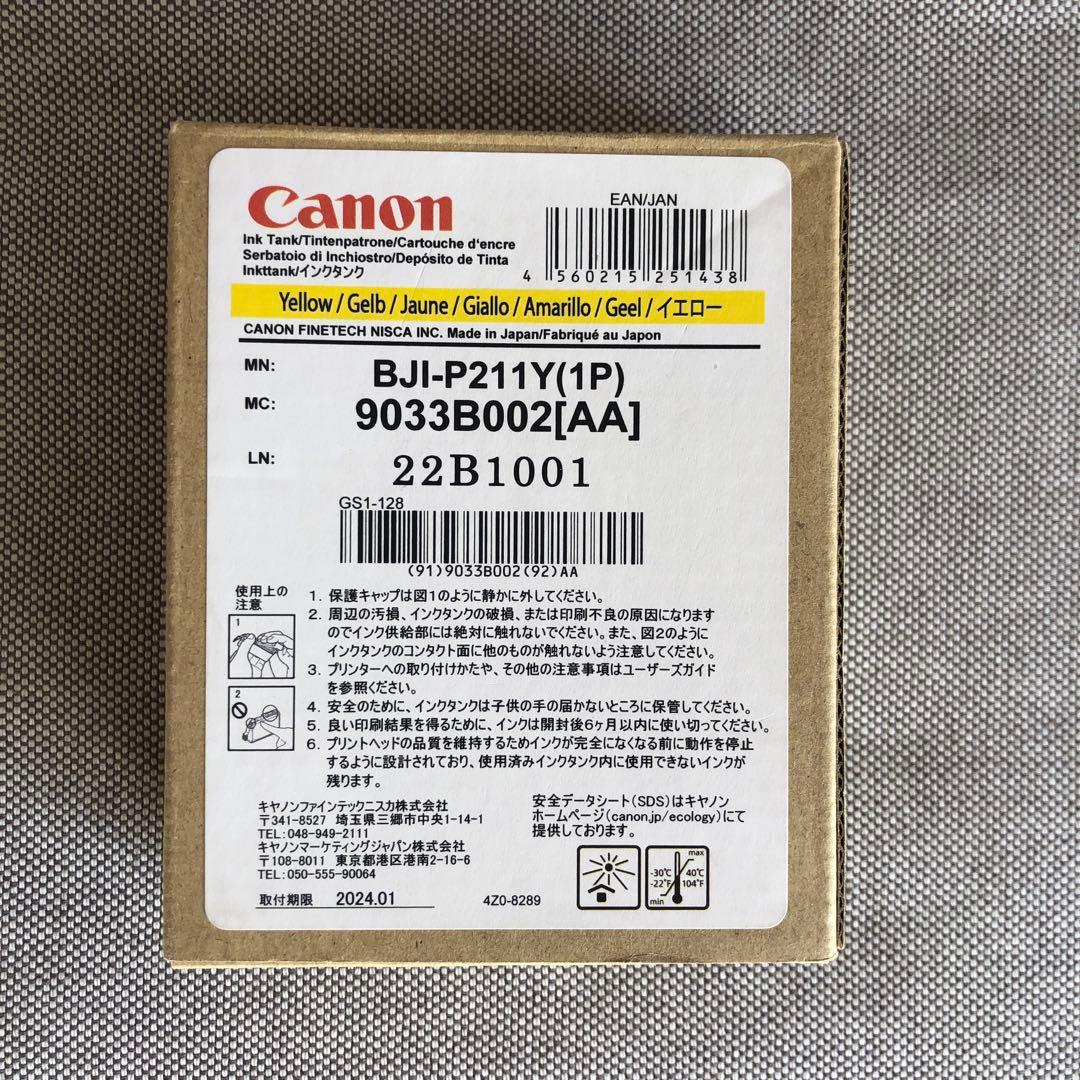 Canon
EAN/JAN
Ink Tank/Tintenpatrone/Cartouche d'encre
Serbatoio di Inchiostro/Depósito de Tinta
Inkttank/インクタンク
4 560215 251438
Yellow / Gelb / Jaune / Giallo / Amarillo / Geel / イエロー
CANON FINETECH NISCA INC. Made in Japan/Fabriqué au Japon
MN: BJI-P211Y(1P)
MC: 9033B002[AA]
LN: 22B1001
GS1-128
(91)9033B002(92)AA
使用上の
注意
1
2
1. 保護キャップは図1のように静かに外してください。
2. 周辺の汚損、インクタンクの破損、または印刷不良の原因になります
のでインク供給部には絶対に触れないでください。また、図2のように
インクタンクのコンタクト面に他のものが触れないよう注意してください。
3. プリンターへの取り付けかたや、その他の注意事項はユーザーズガイド
を参照ください。
4. 安全のために、インクタンクは子供の手の届かないところに保管してください。
5. 良い印刷結果を得るために、インクは開封後6ヶ月以内に使い切ってください。
6. プリントヘッドの品質を維持するためインクが完全になくなる前に動作を停止
するように設計されており、使用済みインクタンク内に使用できないインクが
残ります。
キヤノンファインテックニスカ株式会社
〒341-8527 埼玉県三郷市中央1-14-1
TEL:048-949-2111
キヤノンマーケティングジャパン株式会社
〒108-8011 東京都港区港南2-16-6
TEL:050-555-90064
取付期限 2024.01
4Z0-8289
安全データシート(SDS)はキヤノン
ホームページ(canon.jp/ecology)にて
提供しております。
max
-30℃ 40℃
-22°F 104°F
min